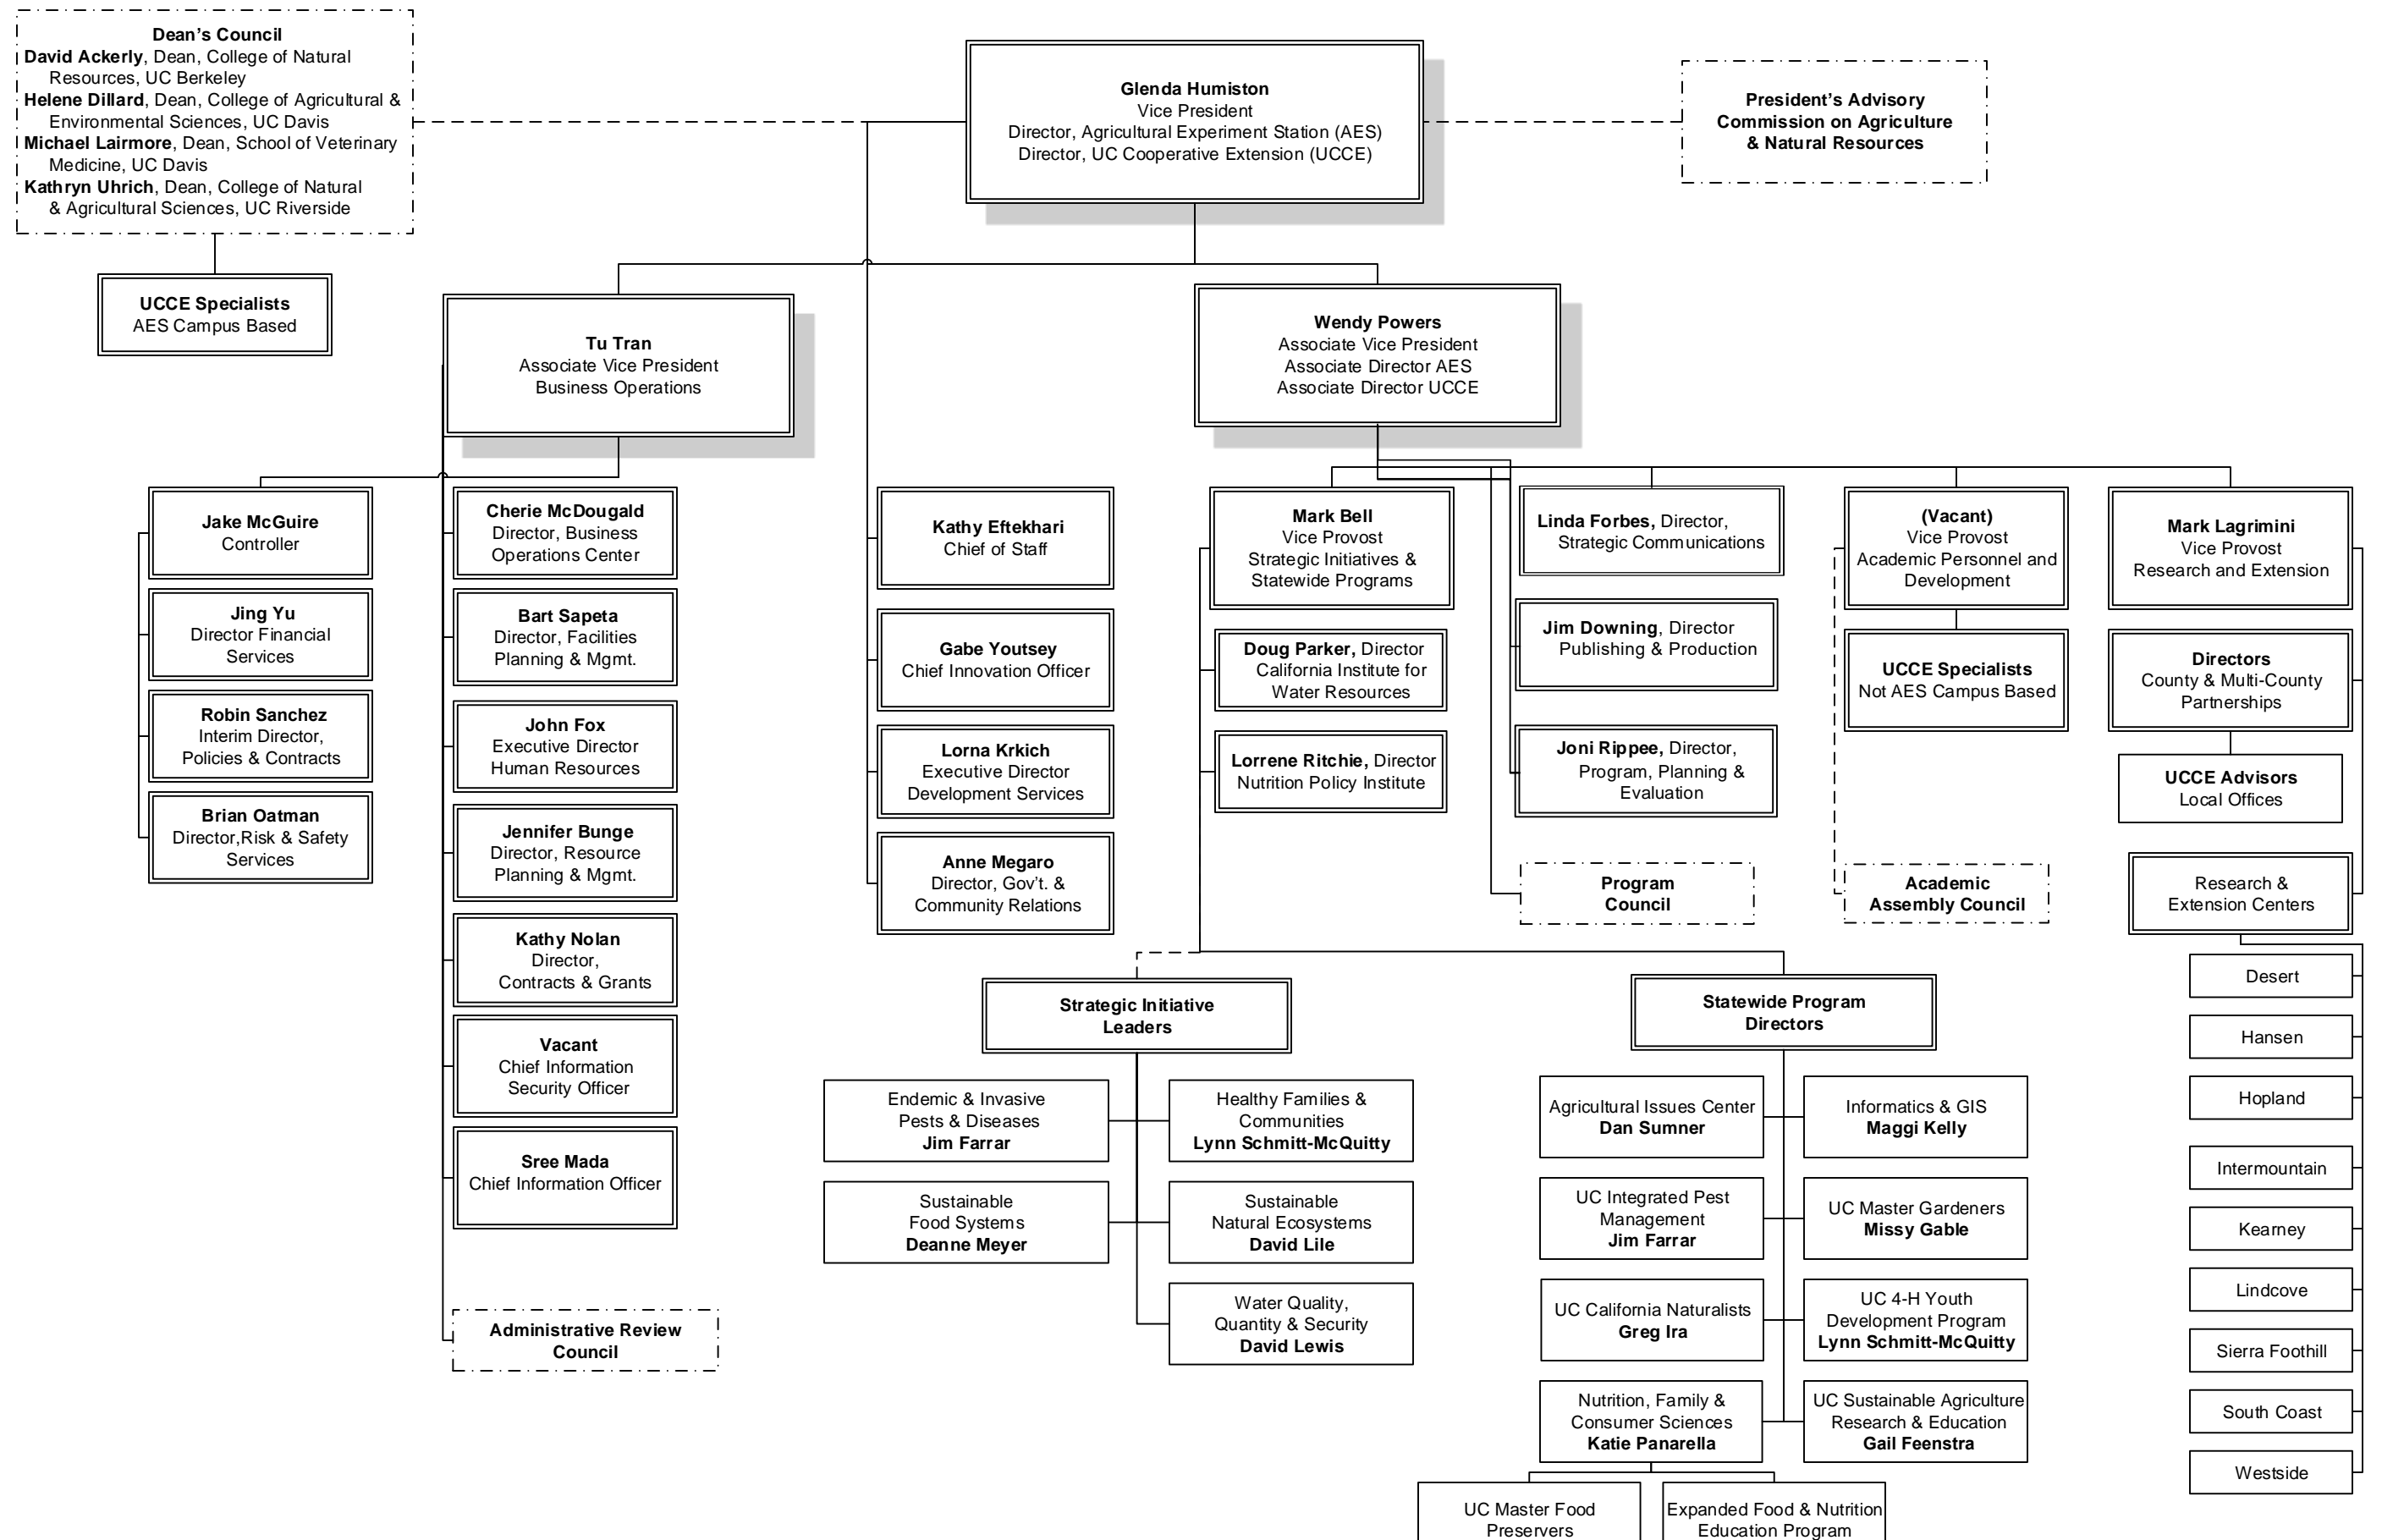 Dean's Council
David Ackerly, Dean, College of Natural
Resources, UC Berkeley
Helene Dillard, Dean, College of Agricultural &
Environmental Sciences, UC Davis
Michael Lairmore, Dean, School of Veterinary
Medicine, UC Davis
Kathryn Uhrich, Dean, College of Natural
& Agricultural Sciences, UC Riverside
Glenda Humiston
Vice President
Director, Agricultural Experiment Station (AES)
Director, UC Cooperative Extension (UCCE)
President's Advisory
Commission on Agriculture
& Natural Resources
UCCE Specialists
AES Campus Based
Tu Tran
Associate Vice President
Business Operations
Wendy Powers
Associate Vice President
Associate Director AES
Associate Director UCCE
Jake McGuire
Controller
Jing Yu
Director Financial
Services
Robin Sanchez
Interim Director,
Policies & Contracts
Brian Oatman
Director,Risk & Safety
Services
Cherie McDougald
Director, Business
Operations Center
Bart Sapeta
Director, Facilities
Planning & Mgmt.
John Fox
Executive Director
Human Resources
Jennifer Bunge
Director, Resource
Planning & Mgmt.
Kathy Nolan
Director,
Contracts & Grants
Vacant
Chief Information
Security Officer
Sree Mada
Chief Information Officer
Administrative Review
Council
Kathy Eftekhari
Chief of Staff
Gabe Youtsey
Chief Innovation Officer
Lorna Krkich
Executive Director
Development Services
Anne Megaro
Director, Gov't. &
Community Relations
Mark Bell
Vice Provost
Strategic Initiatives &
Statewide Programs
Doug Parker, Director
California Institute for
Water Resources
Lorrene Ritchie, Director
Nutrition Policy Institute
Linda Forbes, Director,
Strategic Communications
Jim Downing, Director
Publishing & Production
Joni Rippee, Director,
Program, Planning &
Evaluation
Program
Council
(Vacant)
Vice Provost
Academic Personnel and
Development
UCCE Specialists
Not AES Campus Based
Academic
Assembly Council
Mark Lagrimini
Vice Provost
Research and Extension
Directors
County & Multi-County
Partnerships
UCCE Advisors
Local Offices
Research &
Extension Centers
Desert
Hansen
Hopland
Intermountain
Kearney
Lindcove
Sierra Foothill
South Coast
Westside
Strategic Initiative
Leaders
Endemic & Invasive
Pests & Diseases
Jim Farrar
Healthy Families &
Communities
Lynn Schmitt-McQuitty
Sustainable
Food Systems
Deanne Meyer
Sustainable
Natural Ecosystems
David Lile
Water Quality,
Quantity & Security
David Lewis
Statewide Program
Directors
Agricultural Issues Center
Dan Sumner
Informatics & GIS
Maggi Kelly
UC Integrated Pest
Management
Jim Farrar
UC Master Gardeners
Missy Gable
UC California Naturalists
Greg Ira
UC 4-H Youth
Development Program
Lynn Schmitt-McQuitty
Nutrition, Family &
Consumer Sciences
Katie Panarella
UC Sustainable Agriculture
Research & Education
Gail Feenstra
UC Master Food
Preservers
Expanded Food & Nutrition
Education Program